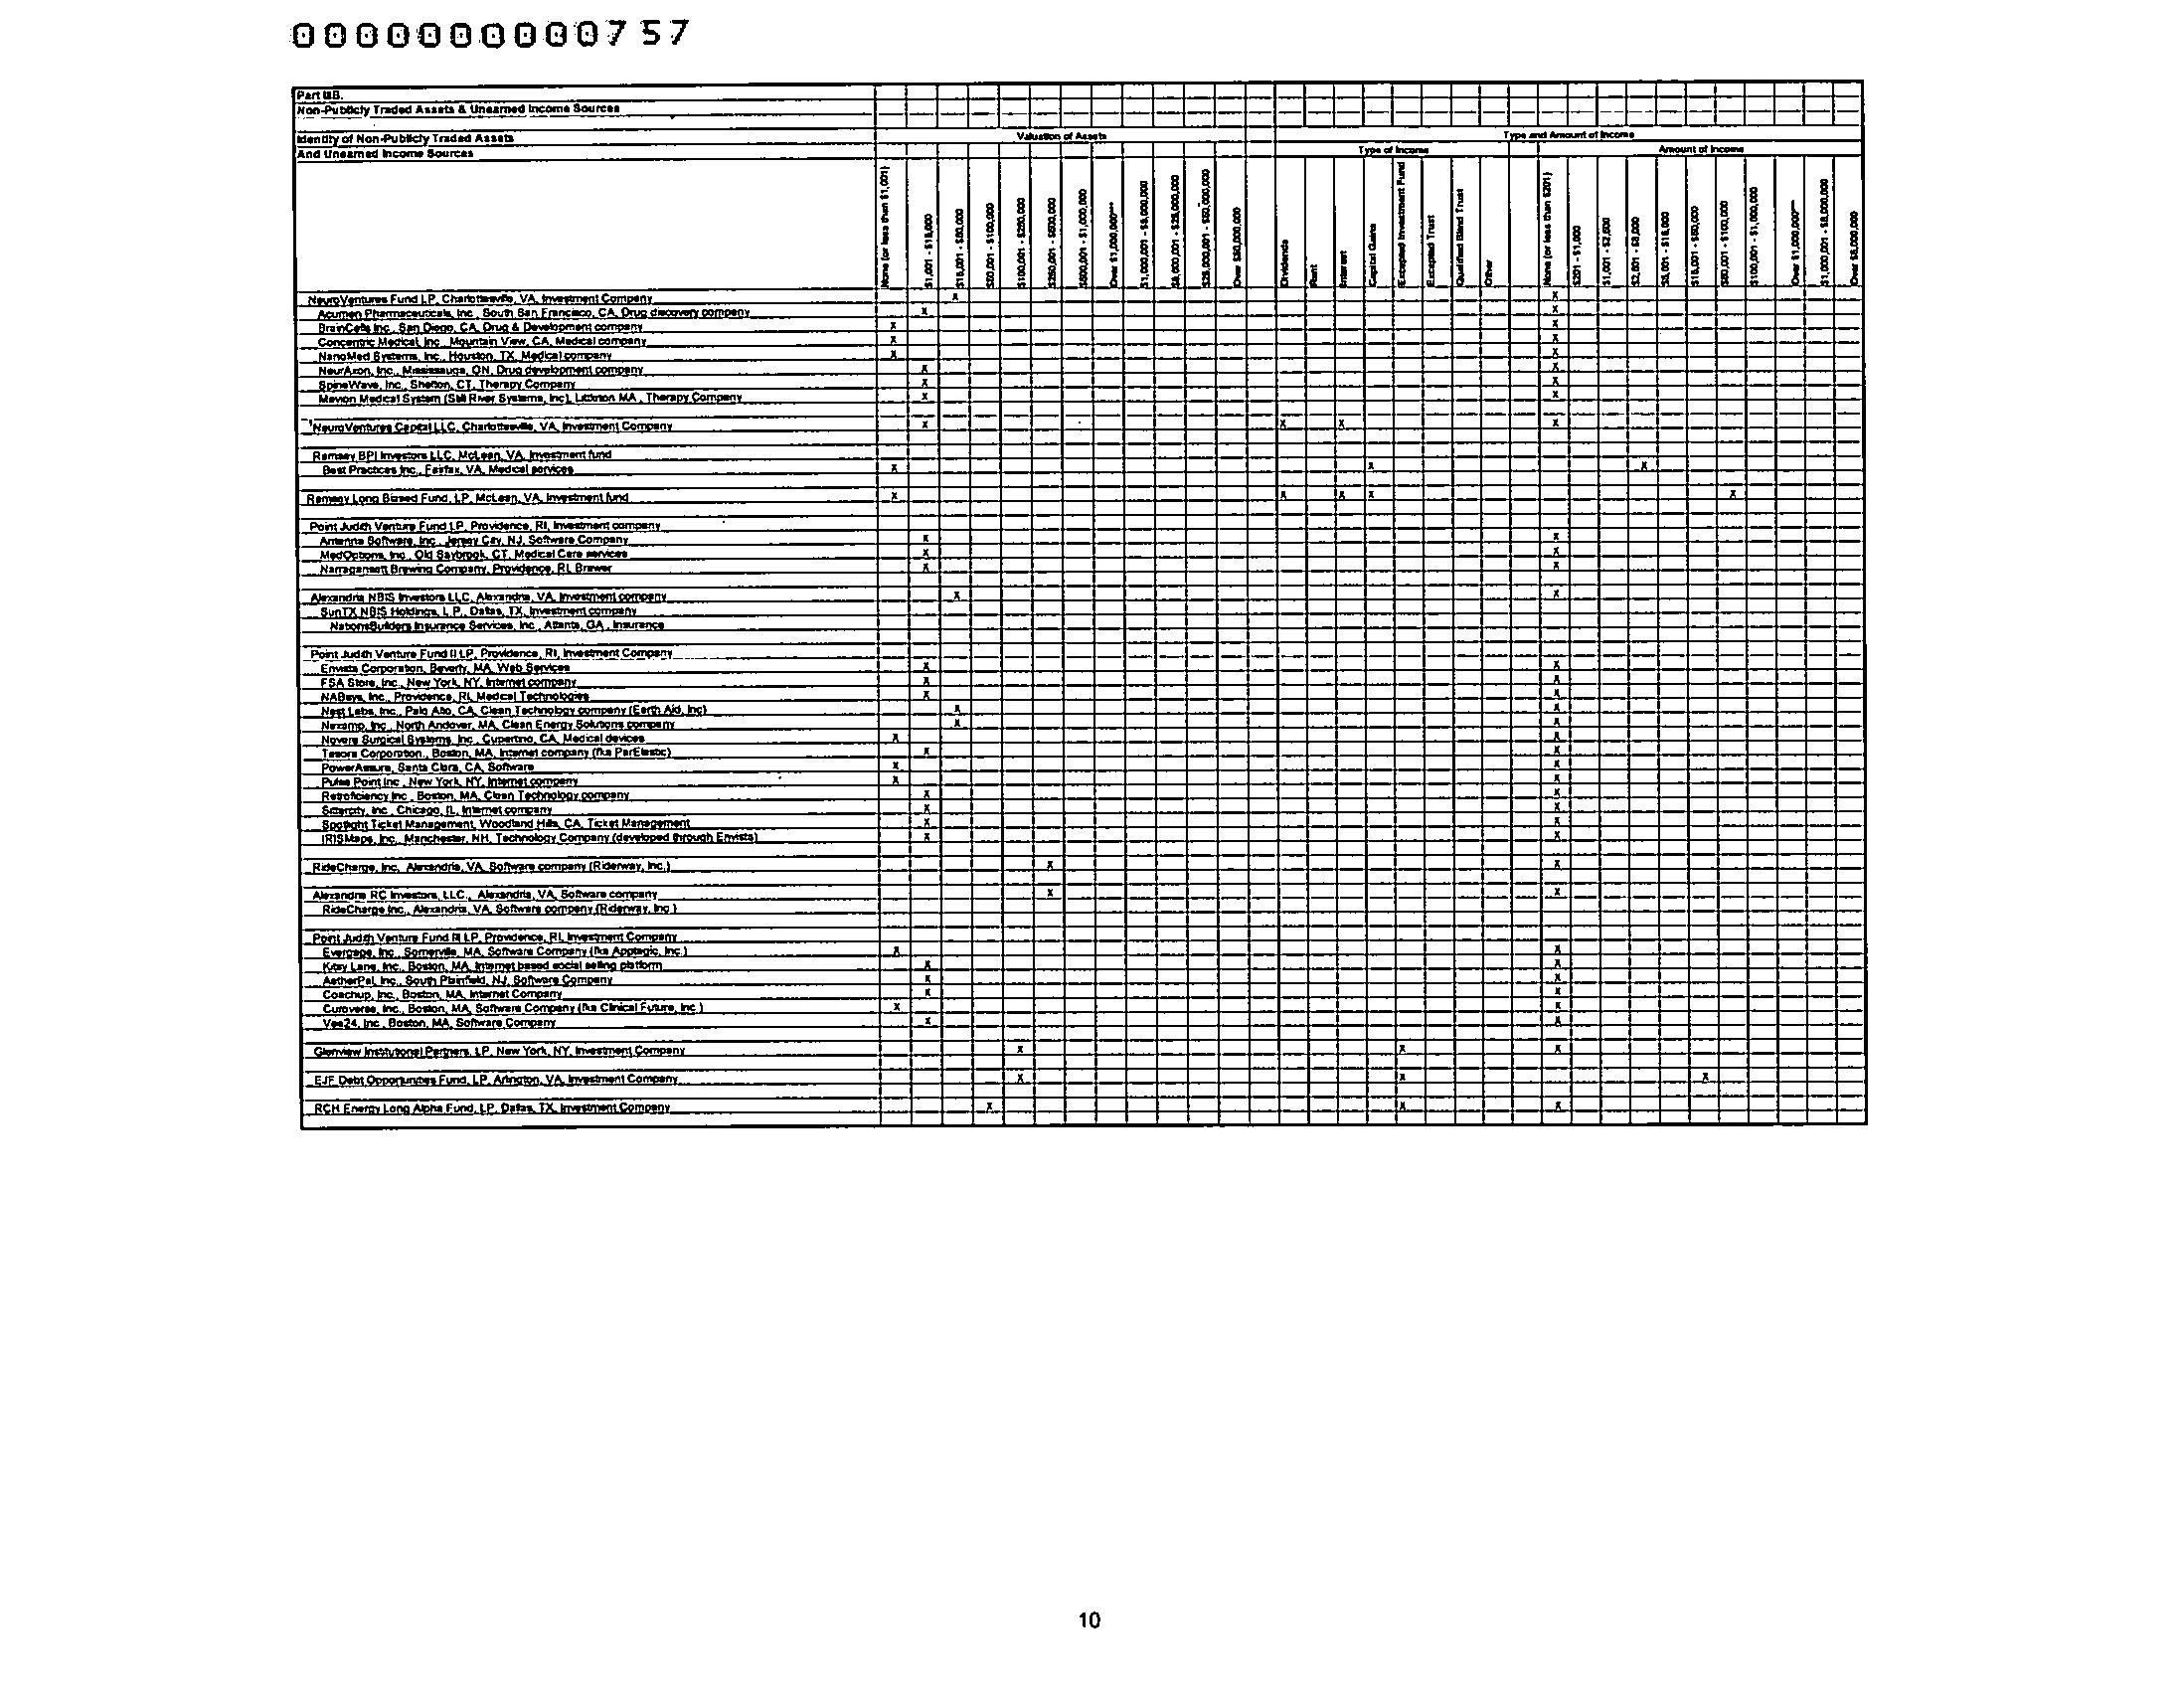 000000000757
Part IIIB.
Non-Publicly Traded Assets & Unearned Income Sources
Identity of Non-Publicly Traded Assets Valuation of Assets Type and Amount of Income
And Unearned Income Sources Type of Income Amount of Income
None (or less than $1,001)
$1,001 - $15,000
$15,001 - $50,000
$50,001 - $100,000
$100,001 - $250,000
$250,001 - $500,000
$500,001 - $1,000,000
Over $1,000,000***
$1,000,001 - $5,000,000
$5,000,001 - $25,000,000
$25,000,001 - $50,000,000
Over $50,000,000
Dividends
Rent
Interest
Capital Gains
Excepted Investment Fund
Excepted Trust
Qualified Blind Trust
Other
None (or less than $201)
$201 - $1,000
$1,001 - $2,500
$2,501 - $5,000
$5,001 - $15,000
$15,001 - $50,000
$50,001 - $100,000
$100,001 - $1,000,000
Over $1,000,000***
$1,000,001 - $5,000,000
Over $5,000,000
NeuroVentures Fund LP, Charlottesville, VA, Investment Company X X
Acumen Pharmaceuticals, Inc., South San Francisco, CA, Drug discovery company X X
BrainCells Inc., San Diego, CA, Drug & Development company X X
Concentric Medical, Inc., Mountain View, CA, Medical company X X
NanoMed Systems, Inc., Houston, TX, Medical company X X
NeurAxon, Inc., Mississauga, ON, Drug development company X X
SpineWave, Inc., Shelton, CT, Therapy Company X X
Mevion Medical System (Still River Systems, Inc), Littleton MA, Therapy Company X X
NeuroVentures Capital LLC, Charlottesville, VA, Investment Company X X X X
Ramsey BPI Investors LLC, McLean, VA, Investment fund
Best Practices Inc., Fairfax, VA, Medical services X X X
Ramsey Long Biased Fund, LP, McLean, VA, Investment fund X X X X X
Point Judith Venture Fund LP, Providence, RI, Investment company
Antenna Software, Inc., Jersey City, NJ, Software Company X X
MedOptions, Inc., Old Saybrook, CT, Medical Care services X X
Narragansett Brewing Company, Providence, RI, Brewer X X
Alexandria NBIS Investors LLC, Alexandria, VA, Investment company X X
SunTX NBIS Holdings, L.P., Dallas, TX, Investment company
NationsBuilders Insurance Services, Inc., Atlanta, GA, Insurance
Point Judith Venture Fund II LP, Providence, RI, Investment Company
Envista Corporation, Beverly, MA, Web Services X X
FSA Store, Inc., New York, NY, Internet company X X
NABsys, Inc., Providence, RI, Medical Technologies X X
Nest Labs, Inc., Palo Alto, CA, Clean Technology company (Earth Aid, Inc) X X
Nexamp, Inc., North Andover, MA, Clean Energy Solutions company X X
Novera Surgical Systems, Inc., Cupertino, CA, Medical devices X X
Tesora Corporation., Boston, MA, Internet company (fka ParElastic) X X
PowerAssure, Santa Clara, CA, Software X X
Pulse Point Inc., New York, NY, Internet company X X
Retroficiency Inc., Boston, MA, Clean Technology company X X
Sittercity, Inc., Chicago, IL, Internet company X X
Spotlight Ticket Management, Woodland Hills, CA, Ticket Management X X
IRISMaps, Inc., Manchester, NH, Technology Company (developed through Envista) X X
RideCharge, Inc, Alexandria, VA, Software company (Riderway, Inc.) X X
Alexandria RC Investors, LLC., Alexandria, VA, Software company X X
RideCharge Inc., Alexandria, VA, Software company (Riderway, Inc.)
Point Judith Venture Fund III LP, Providence, RI, Investment Company
Evergage, Inc., Somerville, MA, Software Company (fka Apptegic, Inc.) X X
Kitsy Lane, Inc., Boston, MA, Internet based social selling platform X X
AetherPal, Inc., South Plainfield, NJ, Software Company X X
Coachup, Inc., Boston, MA, Internet Company X X
Curoverse, Inc., Boston, MA, Software Company (fka Clinical Future, Inc.) X X
Vee24, Inc., Boston, MA, Software Company X X
Glenview Institutional Partners, LP, New York, NY, Investment Company X X X
EJF Debt Opportunities Fund, LP, Arlington, VA, Investment Company X X X
RCH Energy Long Alpha Fund, LP, Dallas, TX, Investment Company X X X
10